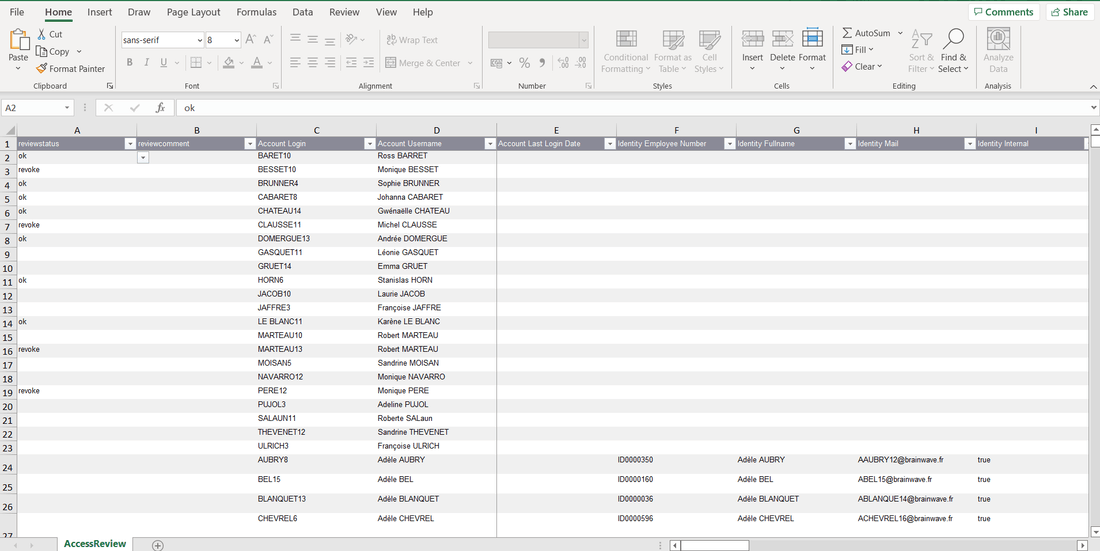 File Home Insert Draw Page Layout Formulas Data Review View Help Comments Share
Paste Cut Copy Format Painter
Clipboard
sans-serif 8 A A
B I U A
Font
Wrap Text
Merge & Center
Alignment
% 9
Number
Conditional Formatting Format as Table Cell Styles
Styles
Insert Delete Format
Cells
AutoSum Fill Clear
Sort & Filter Find & Select
Editing
Analyze Data
Analysis
A2 fx ok
A B C D E F G H I
1 reviewstatus reviewcomment Account Login Account Username Account Last Login Date Identity Employee Number Identity Fullname Identity Mail Identity Internal
2 ok BARET10 Ross BARRET
3 revoke BESSET10 Monique BESSET
4 ok BRUNNER4 Sophie BRUNNER
5 ok CABARET8 Johanna CABARET
6 ok CHATEAU14 Gwénaëlle CHATEAU
7 revoke CLAUSSE11 Michel CLAUSSE
8 ok DOMERGUE13 Andrée DOMERGUE
9 GASQUET11 Léonie GASQUET
10 GRUET14 Emma GRUET
11 ok HORN6 Stanislas HORN
12 JACOB10 Laurie JACOB
13 JAFFRE3 Françoise JAFFRE
14 ok LE BLANC11 Karène LE BLANC
15 MARTEAU10 Robert MARTEAU
16 revoke MARTEAU13 Robert MARTEAU
17 MOISAN5 Sandrine MOISAN
18 NAVARRO12 Monique NAVARRO
19 revoke PERE12 Monique PERE
20 PUJOL3 Adeline PUJOL
21 SALAUN11 Roberte SALaun
22 THEVENET12 Sandrine THEVENET
23 ULRICH3 Françoise ULRICH
24 AUBRY8 Adèle AUBRY ID0000350 Adèle AUBRY AAUBRY12@brainwave.fr true
25 BEL15 Adèle BEL ID0000160 Adèle BEL ABEL15@brainwave.fr true
26 BLANQUET13 Adèle BLANQUET ID0000036 Adèle BLANQUET ABLANQUE14@brainwave.fr true
27 CHEVREL6 Adèle CHEVREL ID0000596 Adèle CHEVREL ACHEVREL16@brainwave.fr true
AccessReview